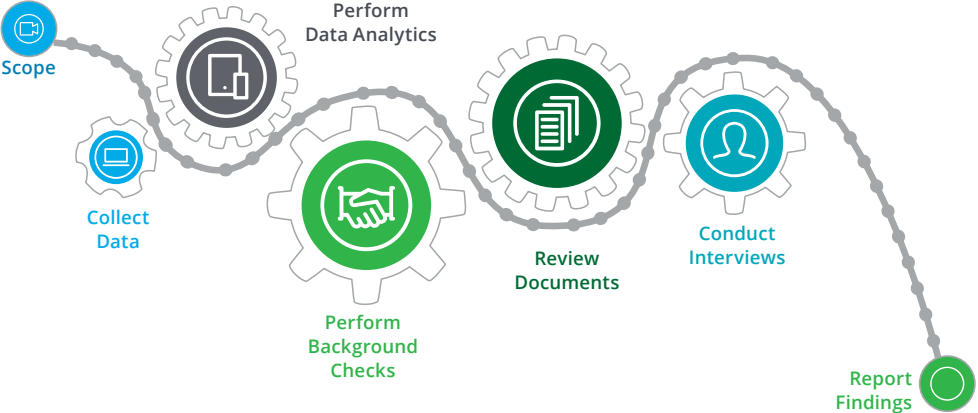 Scope
Collect
Data
Perform
Data Analytics
Perform
Background
Checks
Review
Documents
Conduct
Interviews
Report
Findings